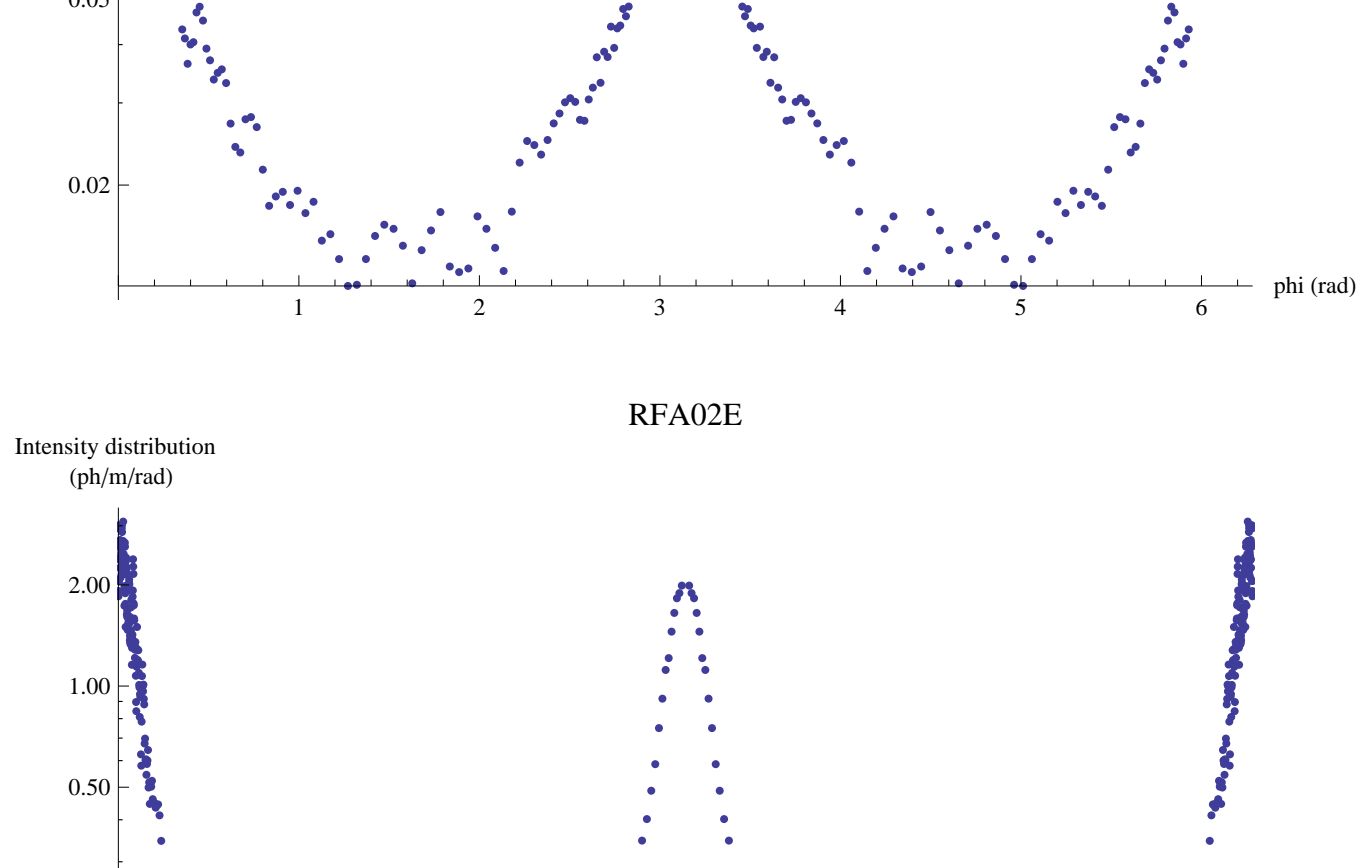 0.05
0.02
1 2 3 4 5 6 phi (rad)
RFA02E
Intensity distribution
(ph/m/rad)
2.00
1.00
0.50